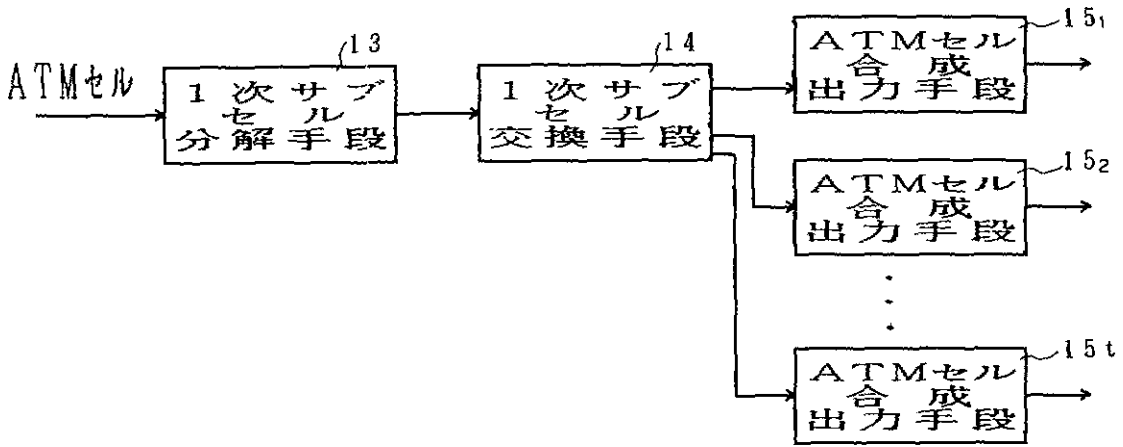 ATMセル
13
1次サブ
セル
分解手段
14
1次サブ
セル
交換手段
15₁
ATMセル
合成
出力手段
15₂
ATMセル
合成
出力手段
15t
ATMセル
合成
出力手段